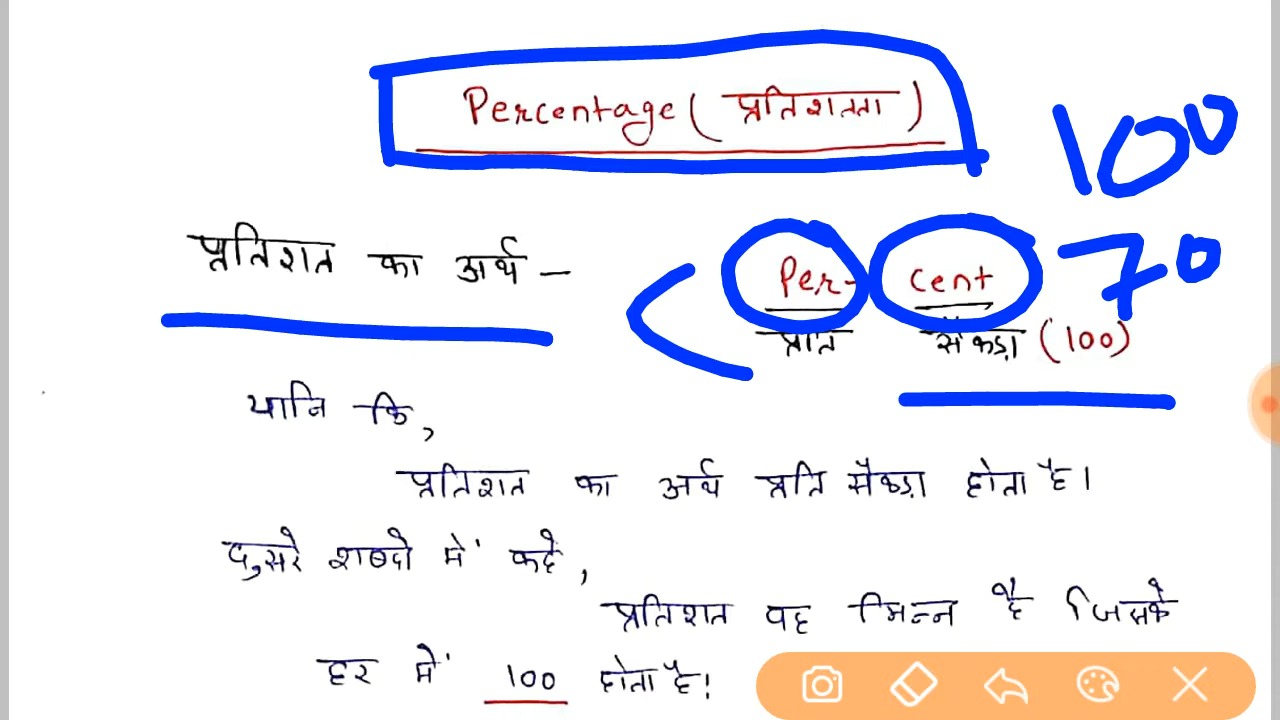 Percentage (प्रतिशतता)
100
प्रतिशत का अर्थ —
Per- Cent
70
प्रति सैकड़ा (100)
यानि कि,
प्रतिशत का अर्थ प्रति सैकड़ा होता है।
दुसरे शब्दो में कहें,
प्रतिशत वह भिन्न है जिसके
हर में 100 होता है।